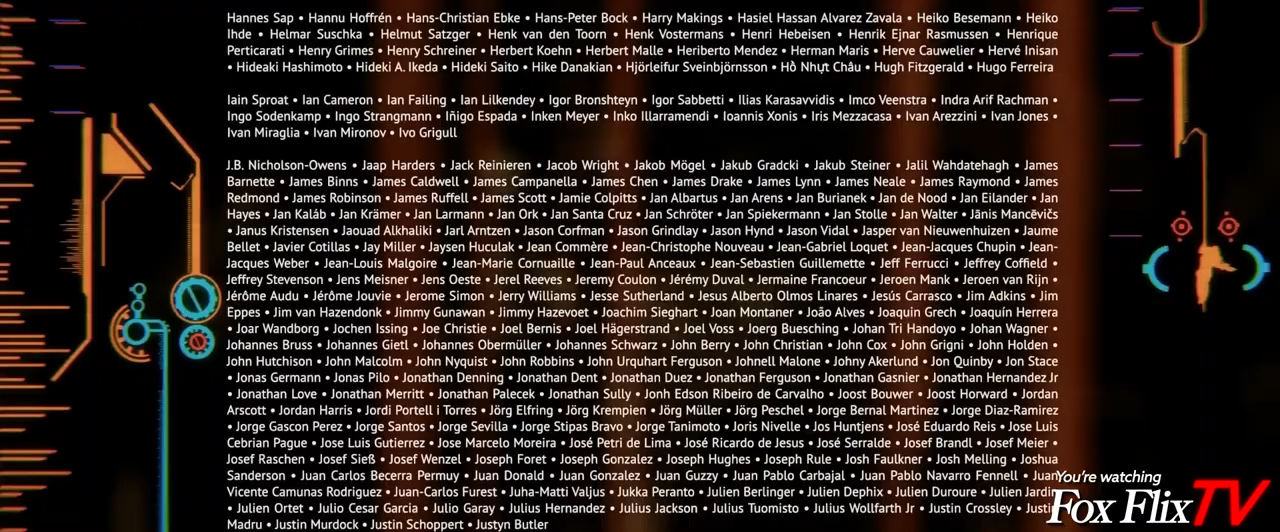 Hannes Sap • Hannu Hoffrén • Hans-Christian Ebke • Hans-Peter Bock • Harry Makings • Hasiel Hassan Alvarez Zavala • Heiko Besemann • Heiko
Ihde • Helmar Suschka • Helmut Satzger • Henk van den Toorn • Henk Vostermans • Henri Hebeisen • Henrik Ejnar Rasmussen • Henrique
Perticarati • Henry Grimes • Henry Schreiner • Herbert Koehn • Herbert Malle • Heriberto Mendez • Herman Maris • Herve Cauwelier • Hervé Inisan
• Hideaki Hashimoto • Hideki A. Ikeda • Hideki Saito • Hike Danakian • Hjörleifur Sveinbjörnsson • Hồ Nhựt Châu • Hugh Fitzgerald • Hugo Ferreira
Iain Sproat • Ian Cameron • Ian Failing • Ian Lilkendey • Igor Bronshteyn • Igor Sabbetti • Ilias Karasavvidis • Imco Veenstra • Indra Arif Rachman •
Ingo Sodenkamp • Ingo Strangmann • Iñigo Espada • Inken Meyer • Inko Illarramendi • Ioannis Xonis • Iris Mezzacasa • Ivan Arezzini • Ivan Jones •
Ivan Miraglia • Ivan Mironov • Ivo Grigull
J.B. Nicholson-Owens • Jaap Harders • Jack Reinieren • Jacob Wright • Jakob Mögel • Jakub Gradcki • Jakub Steiner • Jalil Wahdatehagh • James
Barnette • James Binns • James Caldwell • James Campanella • James Chen • James Drake • James Lynn • James Neale • James Raymond • James
Redmond • James Robinson • James Ruffell • James Scott • Jamie Colpitts • Jan Albartus • Jan Arens • Jan Burianek • Jan de Nood • Jan Eilander • Jan
Hayes • Jan Kaláb • Jan Krämer • Jan Larmann • Jan Ork • Jan Santa Cruz • Jan Schröter • Jan Spiekermann • Jan Stolle • Jan Walter • Jānis Mancēvičs
• Janus Kristensen • Jaouad Alkhaliki • Jarl Arntzen • Jason Corfman • Jason Grindlay • Jason Hynd • Jason Vidal • Jasper van Nieuwenhuizen • Jaume
Bellet • Javier Cotillas • Jay Miller • Jaysen Huculak • Jean Commère • Jean-Christophe Nouveau • Jean-Gabriel Loquet • Jean-Jacques Chupin • Jean-
Jacques Weber • Jean-Louis Malgoire • Jean-Marie Cornuaille • Jean-Paul Anceaux • Jean-Sebastien Guillemette • Jeff Ferrucci • Jeffrey Coffield •
Jeffrey Stevenson • Jens Meisner • Jens Oeste • Jerel Reeves • Jeremy Coulon • Jérémy Duval • Jermaine Francoeur • Jeroen Mank • Jeroen van Rijn •
Jérôme Audu • Jérôme Jouvie • Jerome Simon • Jerry Williams • Jesse Sutherland • Jesus Alberto Olmos Linares • Jesús Carrasco • Jim Adkins • Jim
Eppes • Jim van Hazendonk • Jimmy Gunawan • Jimmy Hazevoet • Joachim Sieghart • Joan Montaner • João Alves • Joaquin Grech • Joaquín Herrera
• Joar Wandborg • Jochen Issing • Joe Christie • Joel Bernis • Joel Hägerstrand • Joel Voss • Joerg Buesching • Johan Tri Handoyo • Johan Wagner •
Johannes Bruss • Johannes Gietl • Johannes Obermüller • Johannes Schwarz • John Berry • John Christian • John Cox • John Grigni • John Holden •
John Hutchison • John Malcolm • John Nyquist • John Robbins • John Urquhart Ferguson • Johnell Malone • Johny Akerlund • Jon Quinby • Jon Stace
• Jonas Germann • Jonas Pilo • Jonathan Denning • Jonathan Dent • Jonathan Duez • Jonathan Ferguson • Jonathan Gasnier • Jonathan Hernandez Jr
• Jonathan Love • Jonathan Merritt • Jonathan Palecek • Jonathan Sully • Jonh Edson Ribeiro de Carvalho • Joost Bouwer • Joost Horward • Jordan
Arscott • Jordan Harris • Jordi Portell i Torres • Jörg Elfring • Jörg Krempien • Jörg Müller • Jörg Peschel • Jorge Bernal Martinez • Jorge Diaz-Ramirez
• Jorge Gascon Perez • Jorge Santos • Jorge Sevilla • Jorge Stipas Bravo • Jorge Tanimoto • Joris Nivelle • Jos Huntjens • José Eduardo Reis • Jose Luis
Cebrian Pague • Jose Luis Gutierrez • Jose Marcelo Moreira • José Petri de Lima • José Ricardo de Jesus • José Serralde • Josef Brandl • Josef Meier •
Josef Raschen • Josef Sieß • Josef Wenzel • Joseph Foret • Joseph Gonzalez • Joseph Hughes • Joseph Rule • Josh Faulkner • Josh Melling • Joshua
Sanderson • Juan Carlos Becerra Permuy • Juan Donald • Juan Gonzalez • Juan Guzzy • Juan Pablo Carbajal • Juan Pablo Navarro Fennell • Juan
Vicente Camunas Rodriguez • Juan-Carlos Furest • Juha-Matti Valjus • Jukka Peranto • Julien Berlinger • Julien Dephix • Julien Duroure • Julien Jardin
• Julien Ortet • Julio Cesar Garcia • Julio Garay • Julius Hernandez • Julius Jackson • Julius Tuomisto • Julius Wollfarth Jr • Justin Crossley • Justin
Madru • Justin Murdock • Justin Schoppert • Justyn Butler
You're watching
Fox Flix TV